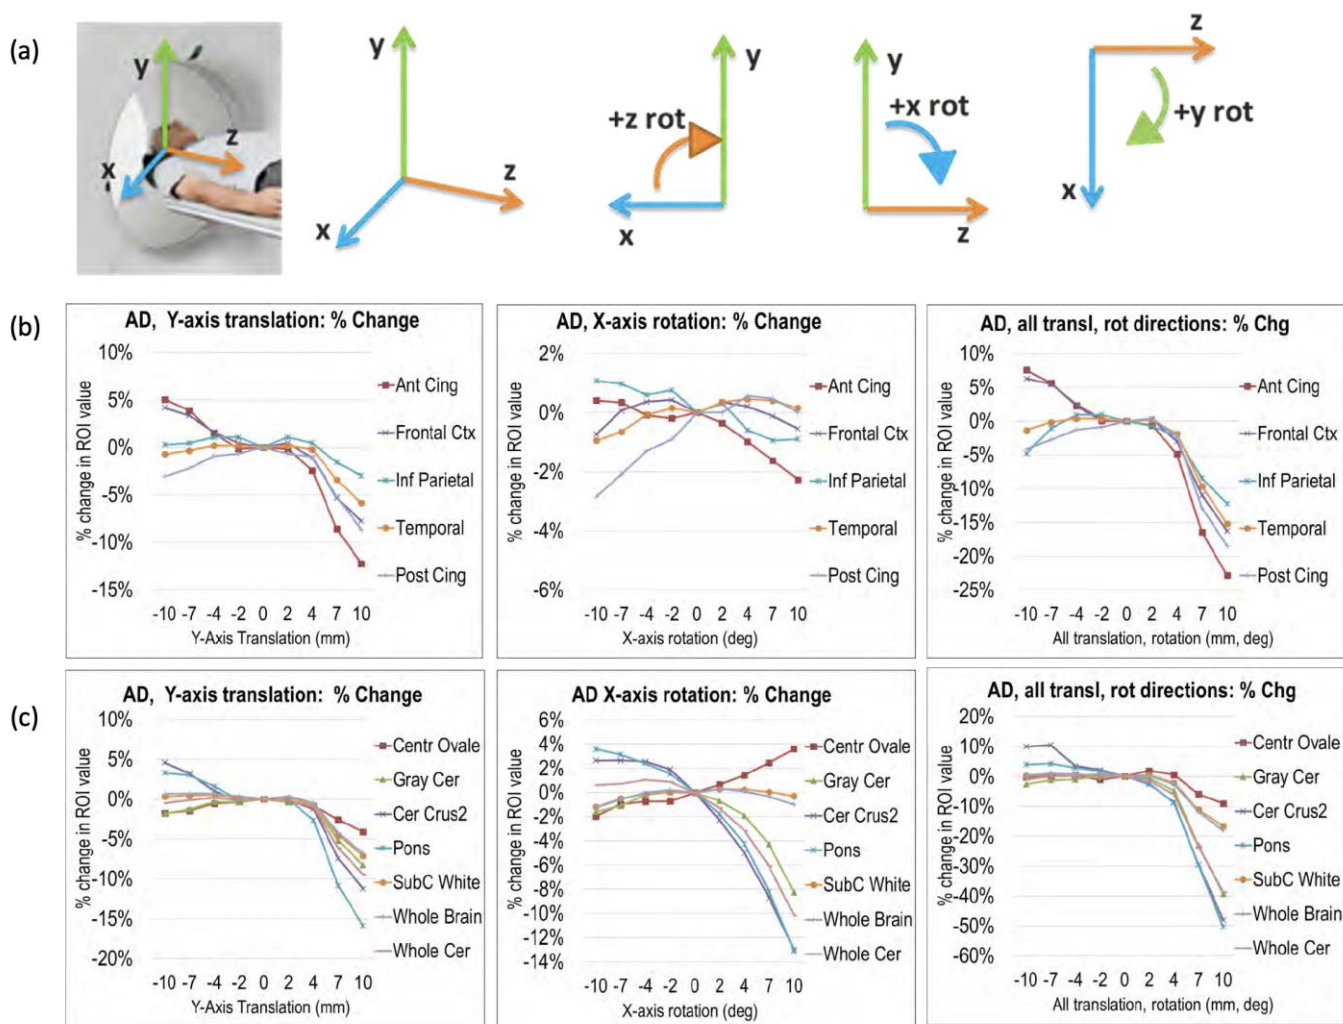 (a)
y
z
x
y
z
x
+z rot
y
x
y
+x rot
z
z
+y rot
x
(b)
AD, Y-axis translation: % Change
% change in ROI value
10%
5%
0%
-5%
-10%
-15%
-10 -7 -4 -2 0 2 4 7 10
Y-Axis Translation (mm)
Ant Cing
Frontal Ctx
Inf Parietal
Temporal
Post Cing
AD, X-axis rotation: % Change
% change in ROI value
2%
0%
-2%
-4%
-6%
-10 -7 -4 -2 0 2 4 7 10
X-axis rotation (deg)
Ant Cing
Frontal Ctx
Inf Parietal
Temporal
Post Cing
AD, all transl, rot directions: % Chg
% change in ROI value
10%
5%
0%
-5%
-10%
-15%
-20%
-25%
-10 -7 -4 -2 0 2 4 7 10
All translation, rotation (mm, deg)
Ant Cing
Frontal Ctx
Inf Parietal
Temporal
Post Cing
(c)
AD, Y-axis translation: % Change
% change in ROI value
10%
5%
0%
-5%
-10%
-15%
-20%
-10 -7 -4 -2 0 2 4 7 10
Y-Axis Translation (mm)
Centr Ovale
Gray Cer
Cer Crus2
Pons
SubC White
Whole Brain
Whole Cer
AD X-axis rotation: % Change
% change in ROI value
6%
4%
2%
0%
-2%
-4%
-6%
-8%
-10%
-12%
-14%
-10 -7 -4 -2 0 2 4 7 10
X-axis rotation (deg)
Centr Ovale
Gray Cer
Cer Crus2
Pons
SubC White
Whole Brain
Whole Cer
AD, all transl, rot directions: % Chg
% change in ROI value
20%
10%
0%
-10%
-20%
-30%
-40%
-50%
-60%
-10 -7 -4 -2 0 2 4 7 10
All translation, rotation (mm, deg)
Centr Ovale
Gray Cer
Cer Crus2
Pons
SubC White
Whole Brain
Whole Cer